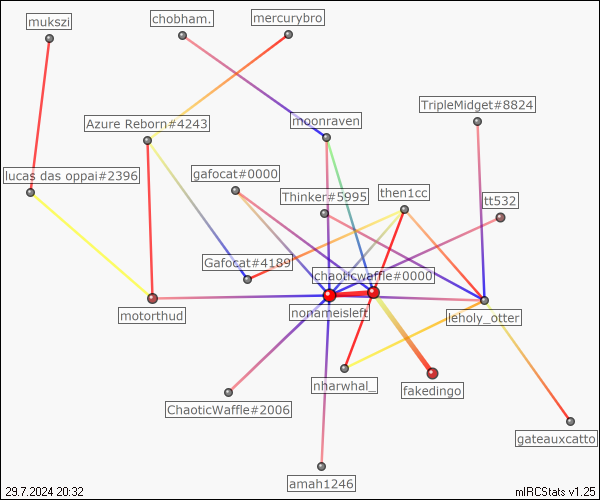 mukszi
chobham.
mercurybro
TripleMidget#8824
Azure Reborn#4243
moonraven
lucas das oppai#2396
gafocat#0000
Thinker#5995
then1cc
tt532
Gafocat#4189
chaoticwaffle#0000
motorthud
nonameisleft
leholy_otter
nharwhal_
fakedingo
ChaoticWaffle#2006
gateauxcatto
amah1246
29.7.2024 20:32
mIRCStats v1.25